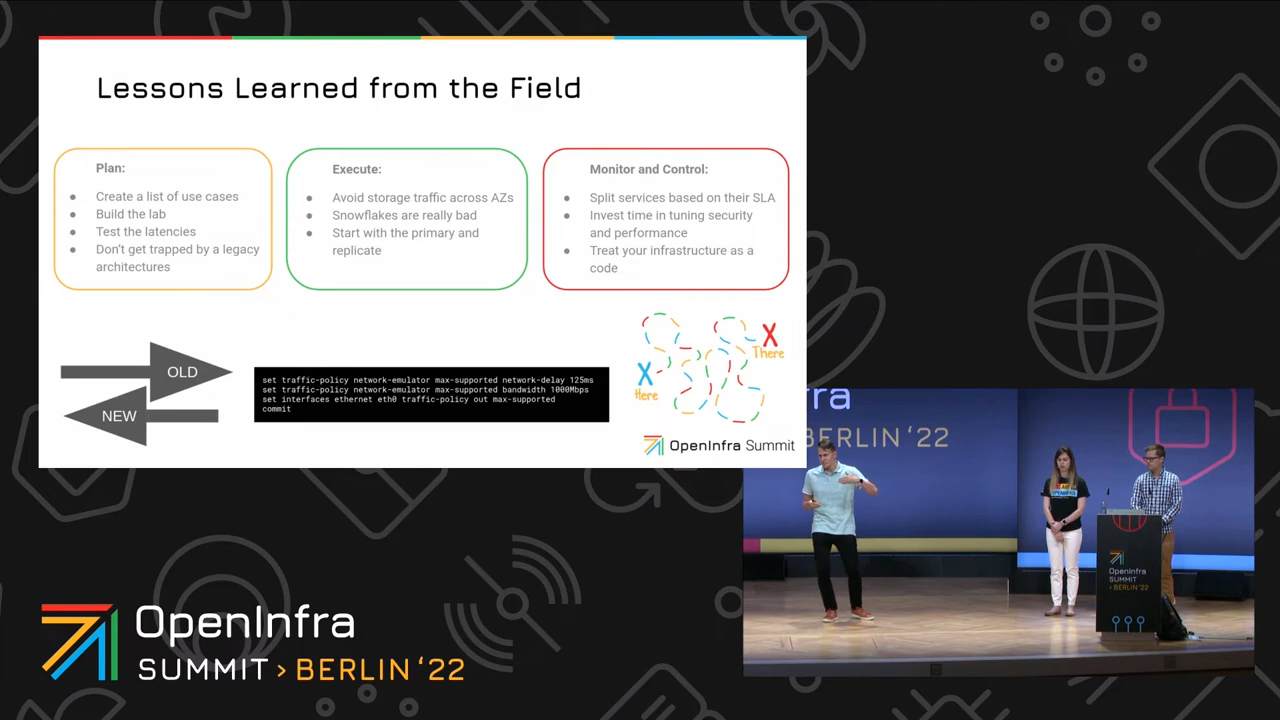 Lessons Learned from the Field
Plan:
● Create a list of use cases
● Build the lab
● Test the latencies
● Don't get trapped by a legacy
architectures
Execute:
● Avoid storage traffic across AZs
● Snowflakes are really bad
● Start with the primary and
replicate
Monitor and Control:
● Split services based on their SLA
● Invest time in tuning security
and performance
● Treat your infrastructure as a
code
OLD
NEW
set traffic-policy network-emulator max-supported network-delay 125ms
set traffic-policy network-emulator max-supported bandwidth 1000Mbps
set interfaces ethernet eth0 traffic-policy out max-supported
commit
X
There
X
Here
OpenInfra Summit
fra
BERLIN '22
OpenInfra
SUMMIT
› BERLIN '22
OpenInfra
SUMMIT › BERLIN '22